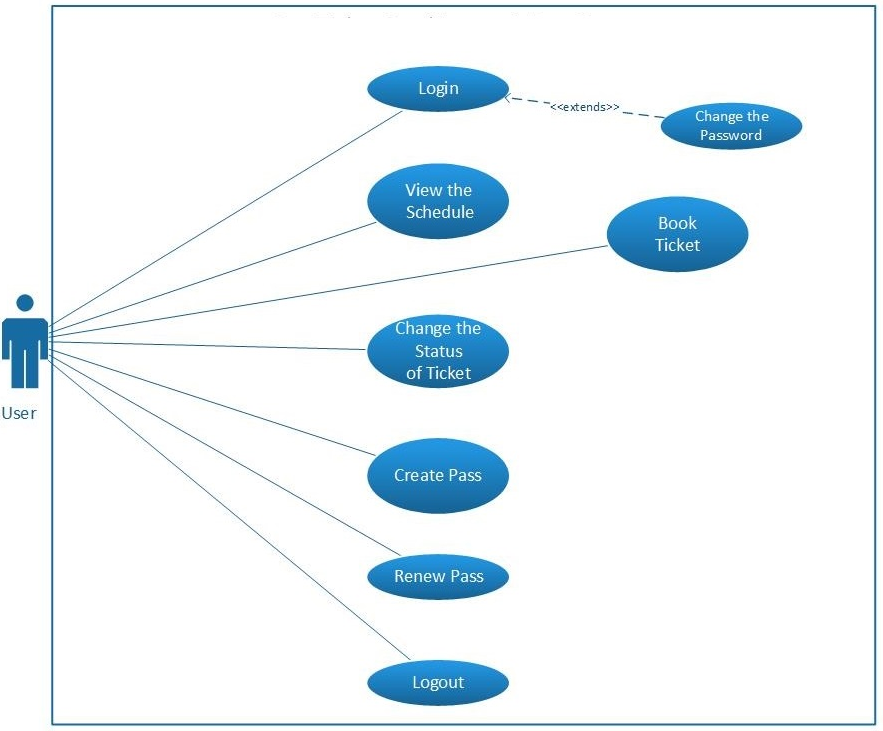 Login
<<extends>>
Change the
Password
View the
Schedule
Book
Ticket
Change the
Status
of Ticket
User
Create Pass
Renew Pass
Logout